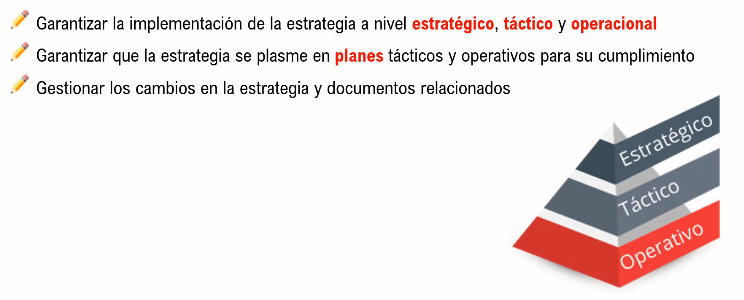 Garantizar la implementación de la estrategia a nivel estratégico, táctico y operacional
Garantizar que la estrategia se plasme en planes tácticos y operativos para su cumplimiento
Gestionar los cambios en la estrategia y documentos relacionados
Estratégico
Táctico
Operativo